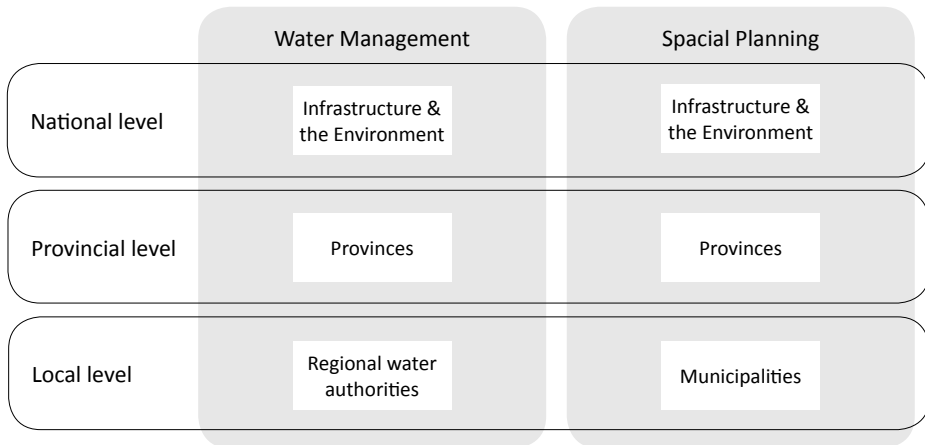 Water Management
Spacial Planning
National level
Infrastructure &
the Environment
Infrastructure &
the Environment
Provincial level
Provinces
Provinces
Local level
Regional water
authorities
Municipalities